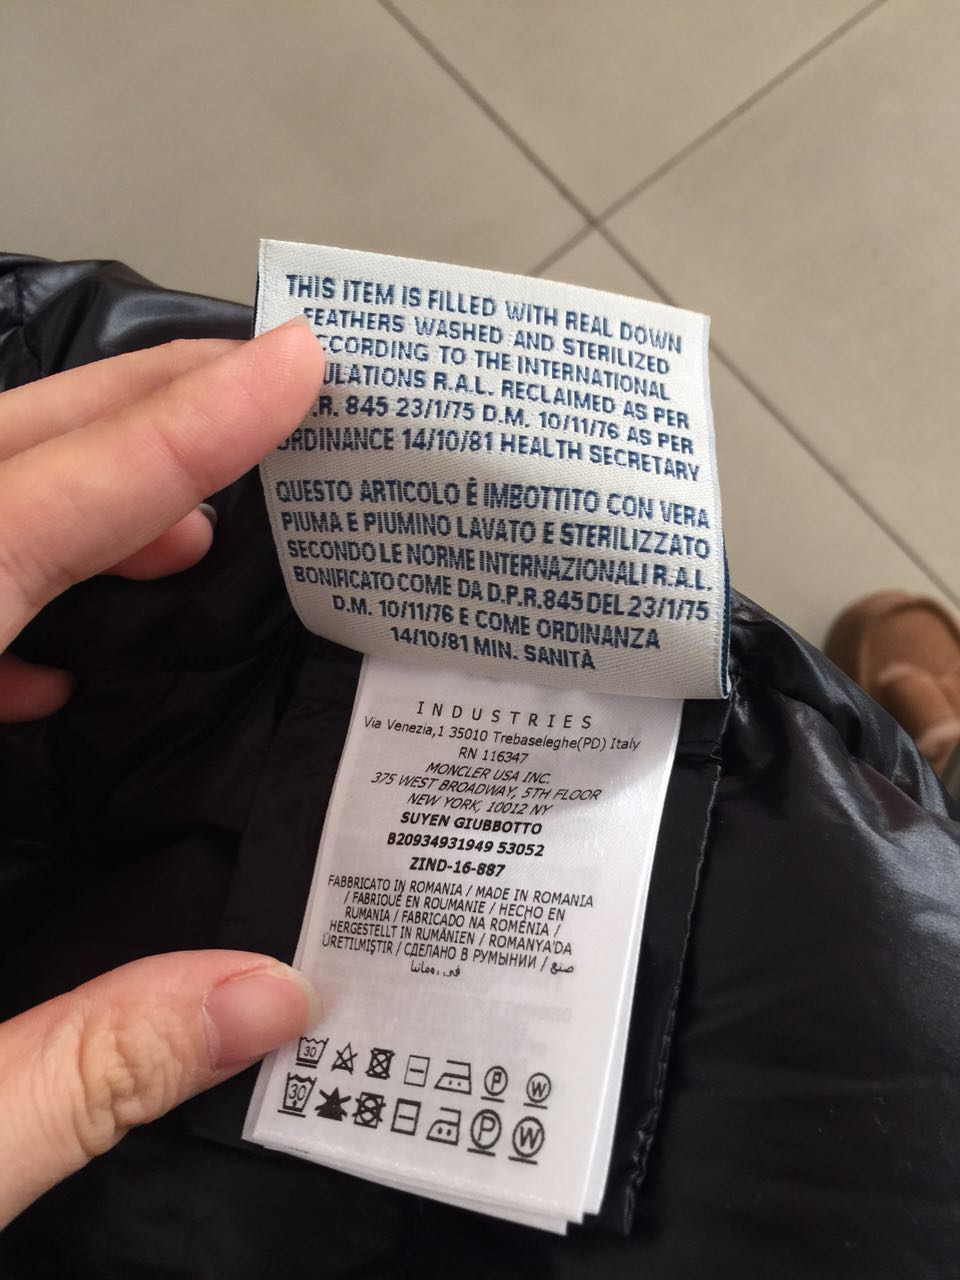 THIS ITEM IS FILLED WITH REAL DOWN
FEATHERS WASHED AND STERILIZED
CCORDING TO THE INTERNATIONAL
ULATIONS R.A.L. RECLAIMED AS PER
.R. 845 23/1/75 D.M. 10/11/76 AS PER
ORDINANCE 14/10/81 HEALTH SECRETARY
QUESTO ARTICOLO É IMBOTTITO CON VERA
PIUMA E PIUMINO LAVATO E STERILIZZATO
SECONDO LE NORME INTERNAZIONALI R.A.L.
BONIFICATO COME DA D.P.R.845 DEL 23/1/75
D.M. 10/11/76 E COME ORDINANZA
14/10/81 MIN. SANITÀ
INDUSTRIES
Via Venezia,1 35010 Trebaseleghe(PD) Italy
RN 116347
MONCLER USA INC.
375 WEST BROADWAY, 5TH FLOOR
NEW YORK, 10012 NY
SUYEN GIUBBOTTO
B20934931949 53052
ZIND-16-887
FABBRICATO IN ROMANIA / MADE IN ROMANIA
/ FABRIQUÉ EN ROUMANIE / HECHO EN
RUMANIA / FABRICADO NA ROMÉNIA /
HERGESTELLT IN RUMÄNIEN / ROMANYA'DA
ÜRETILMIŞTIR / СДЕЛАНО В РУМЫНИИ / صنع
في رومانيا
30 P W
30 P W